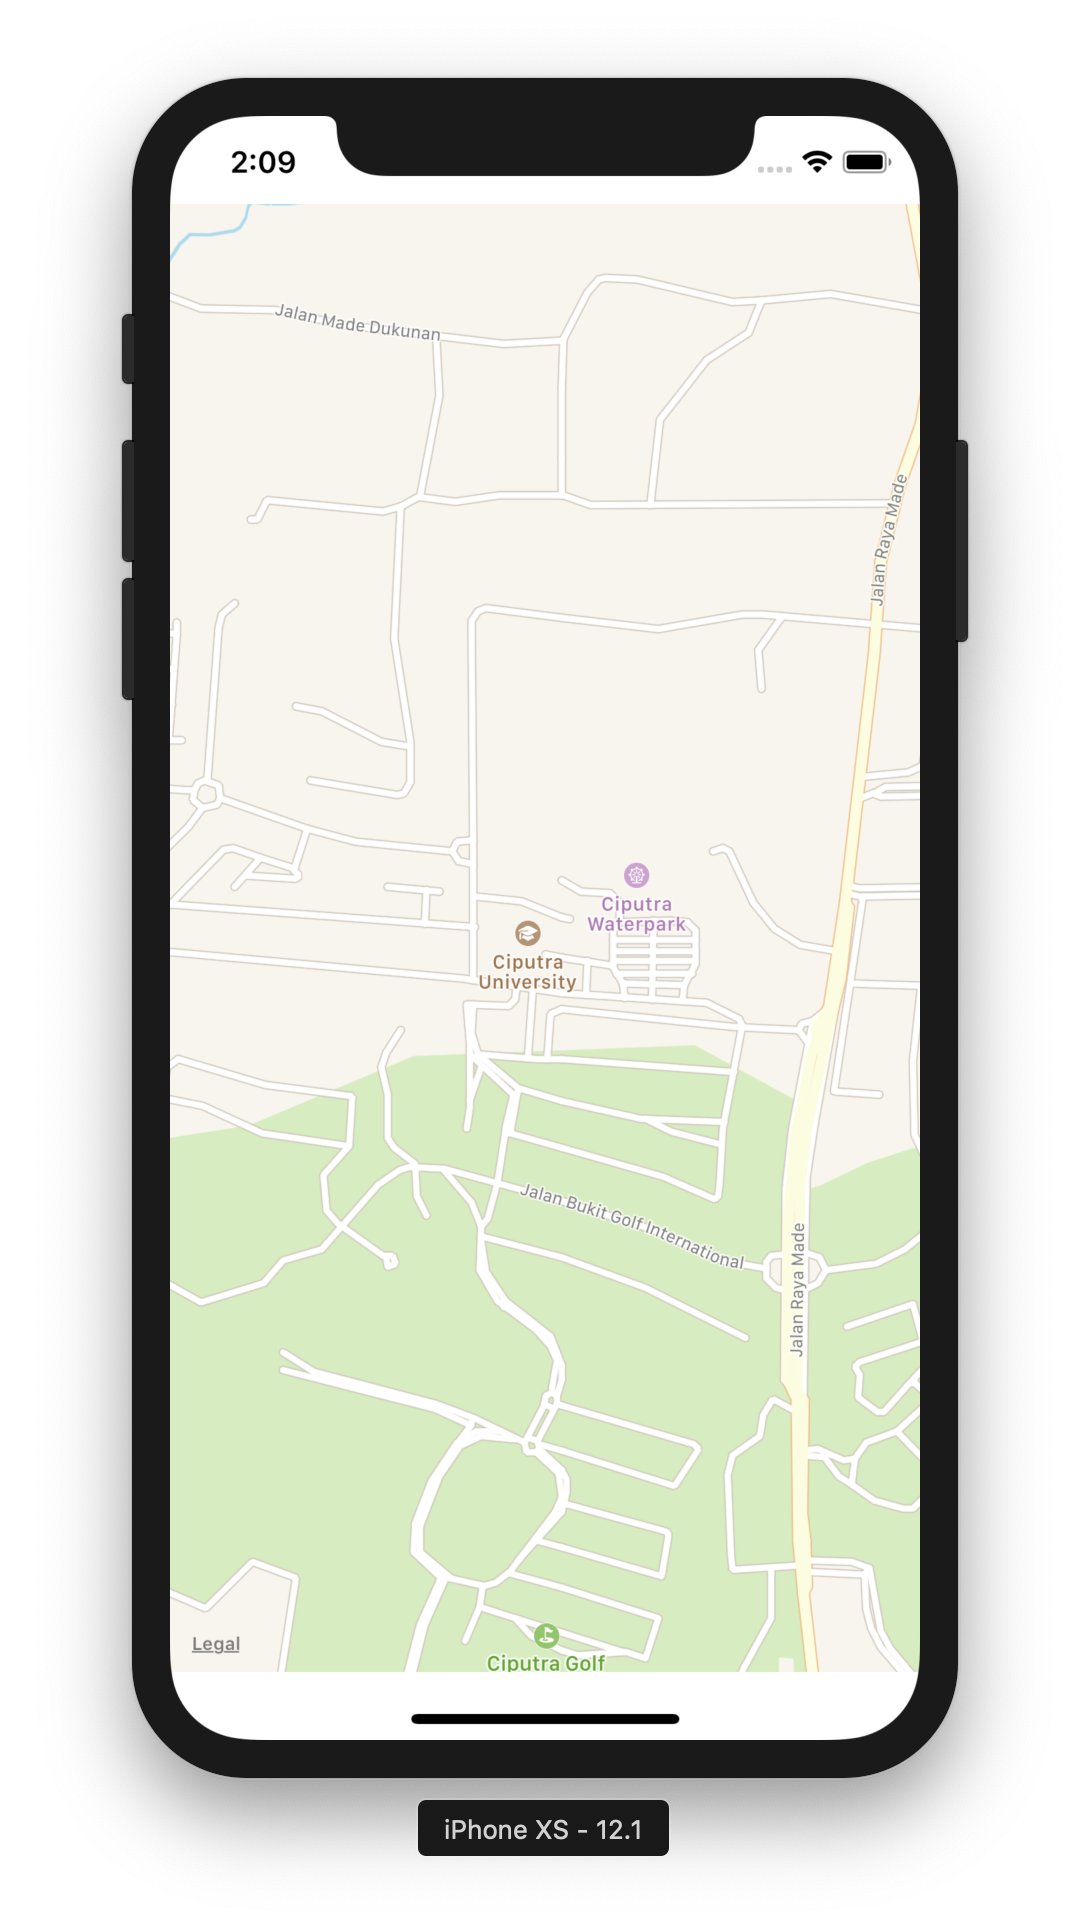 2:09
Jalan Made Dukunan
Jalan Raya Made
Ciputra
Waterpark
Ciputra
University
Jalan Bukit Golf International
Jalan Raya Made
Legal
Ciputra Golf
iPhone XS - 12.1